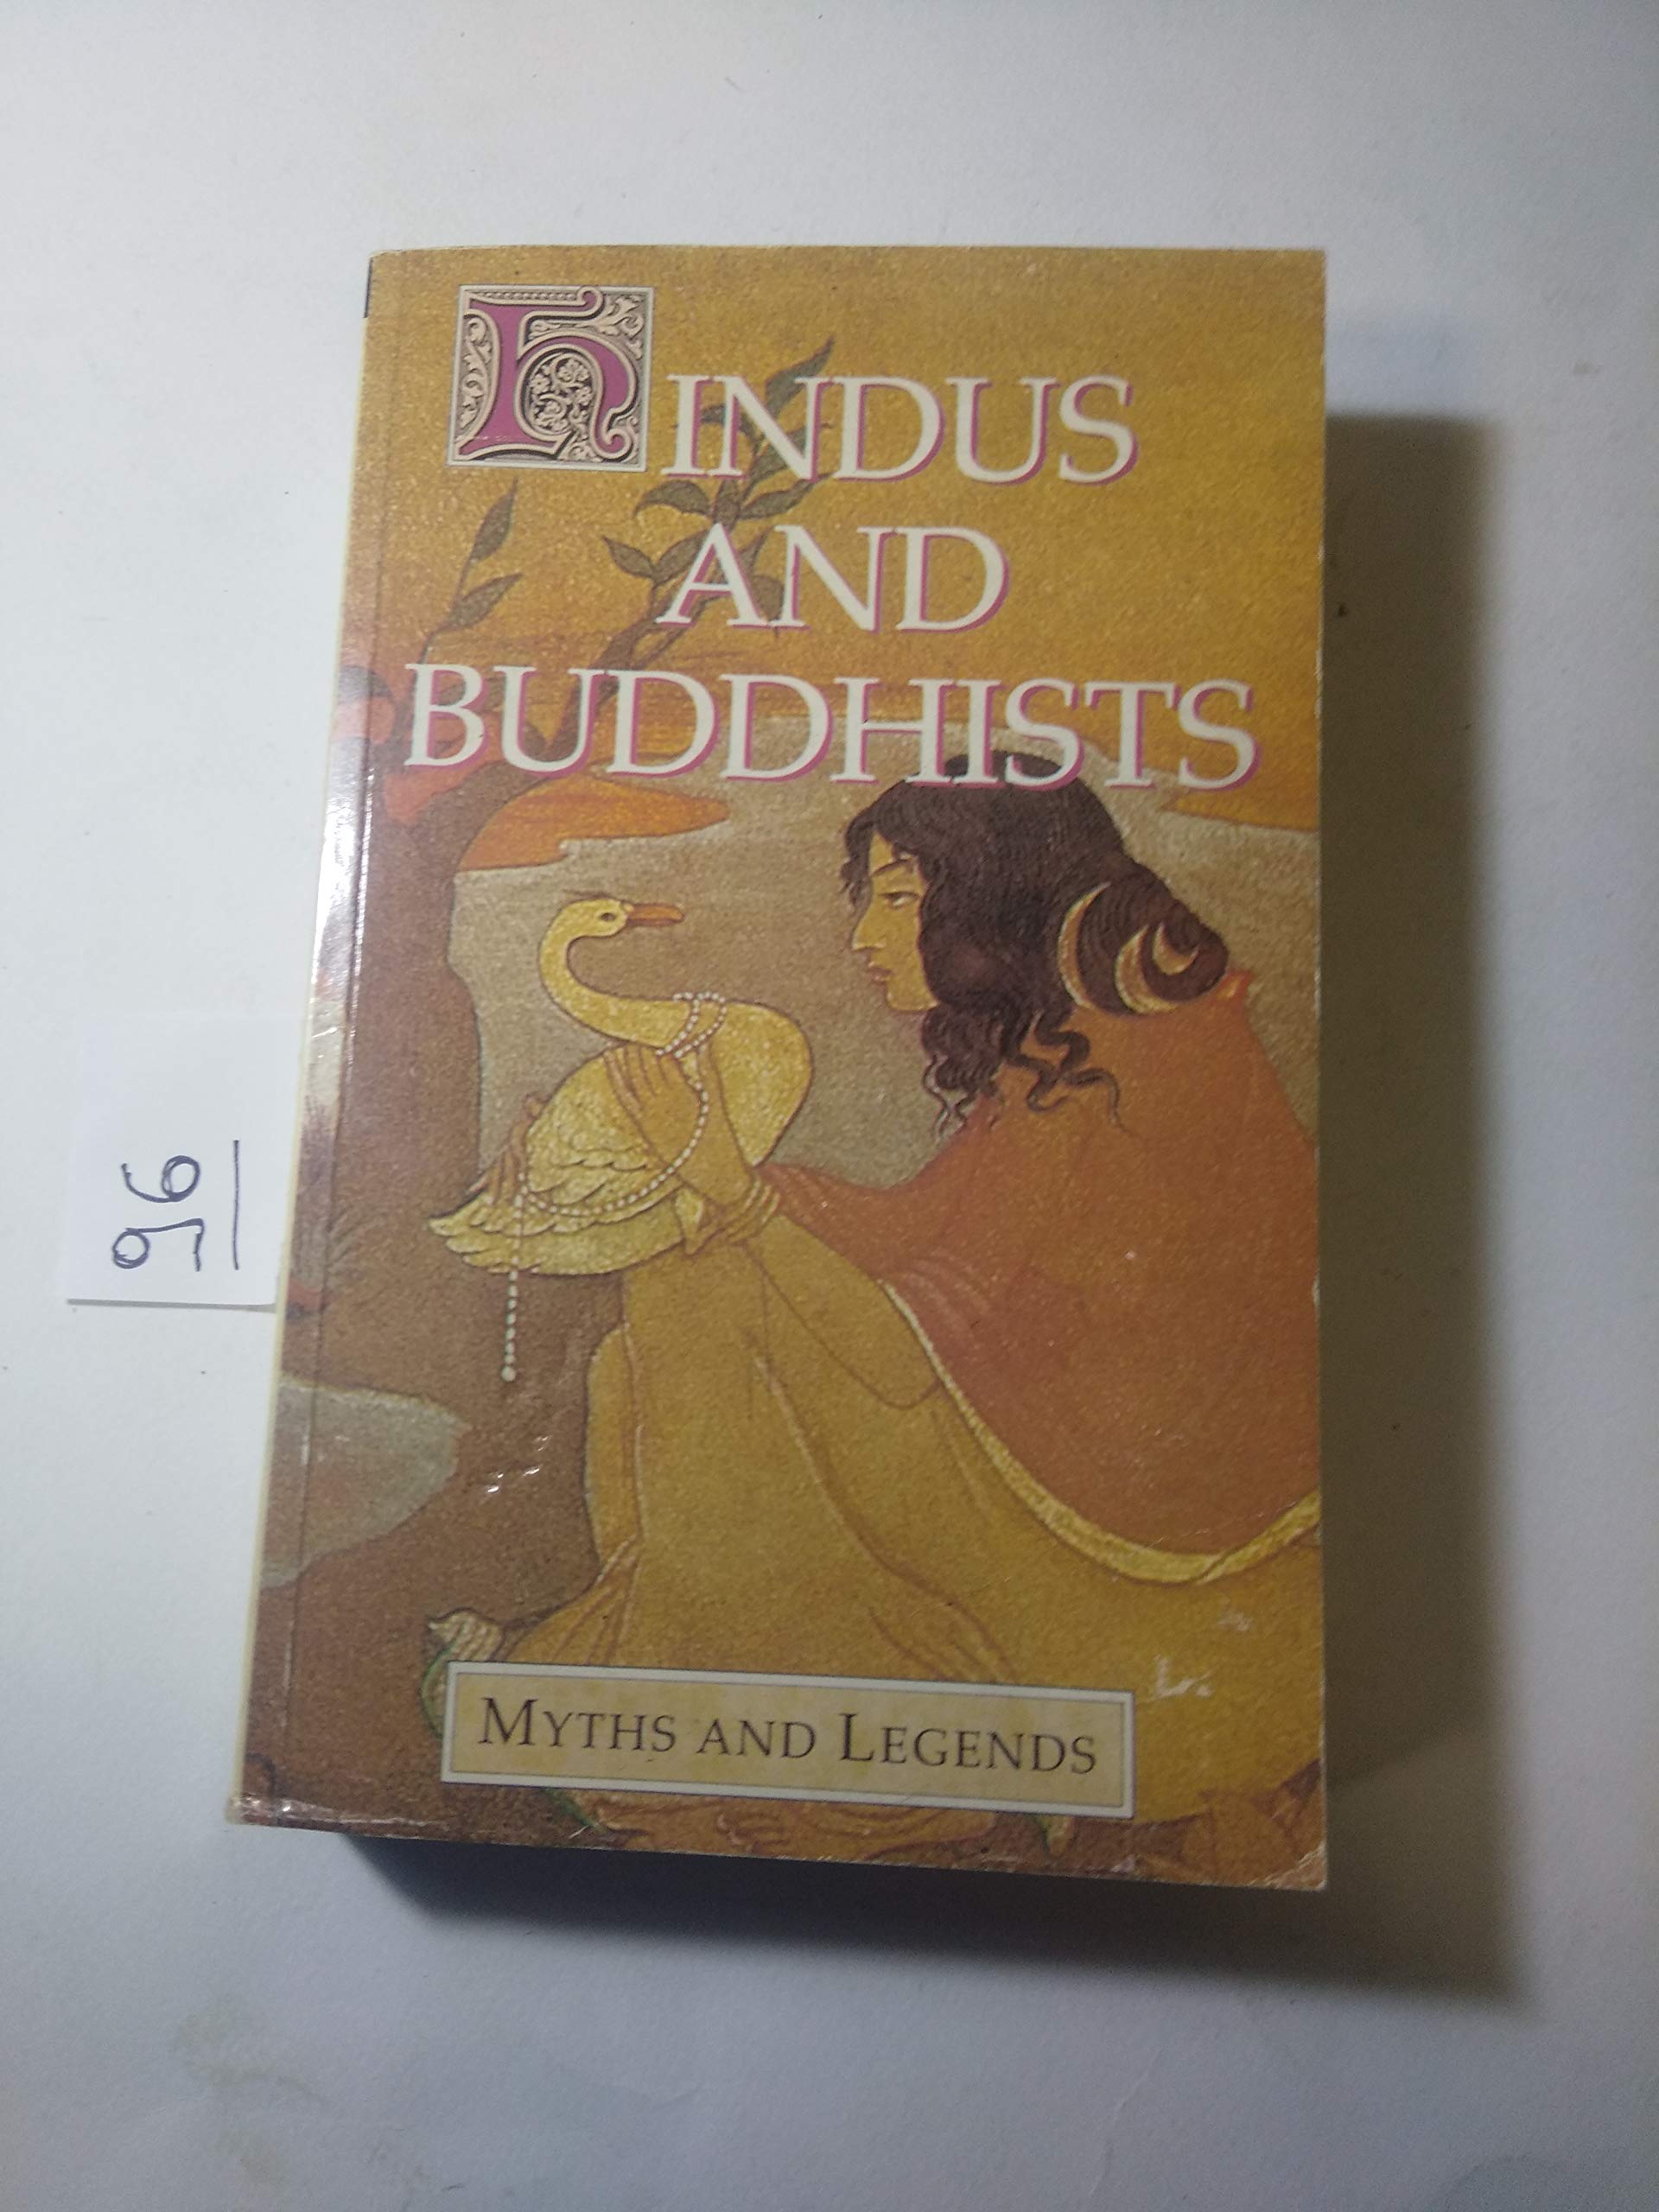 HINDUS
AND
BUDDHISTS
96
MYTHS AND LEGENDS